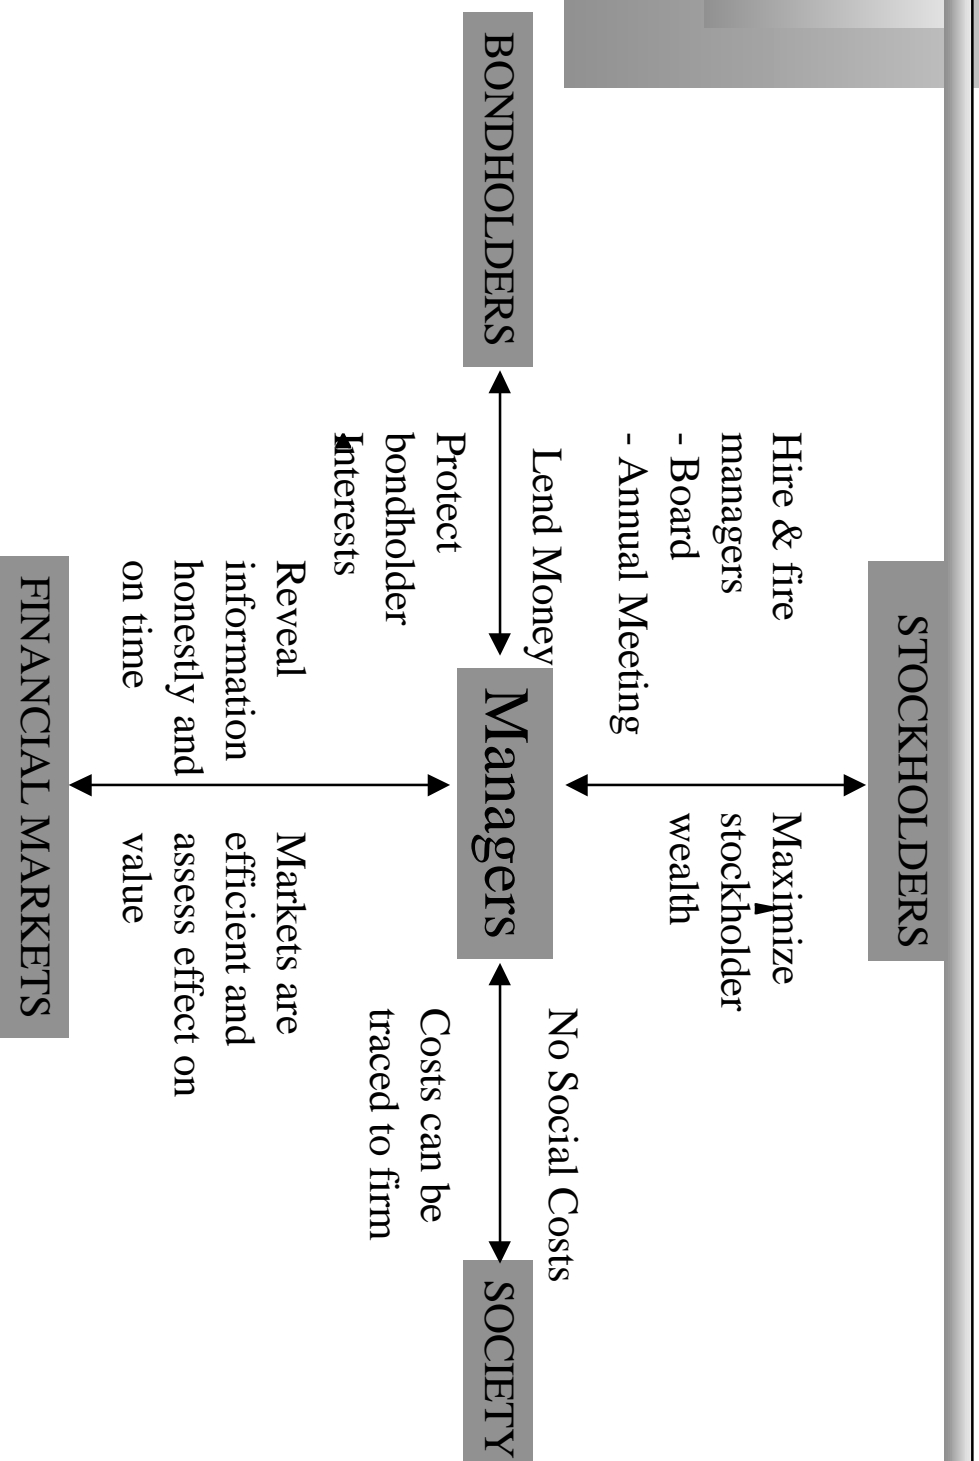 STOCKHOLDERS
Hire & fire
managers
- Board
- Annual Meeting
Maximize
stockholder
wealth
BONDHOLDERS
Lend Money
Protect
bondholder
Interests
Managers
No Social Costs
Costs can be
traced to firm
SOCIETY
Reveal
information
honestly and
on time
Markets are
efficient and
assess effect on
value
FINANCIAL MARKETS